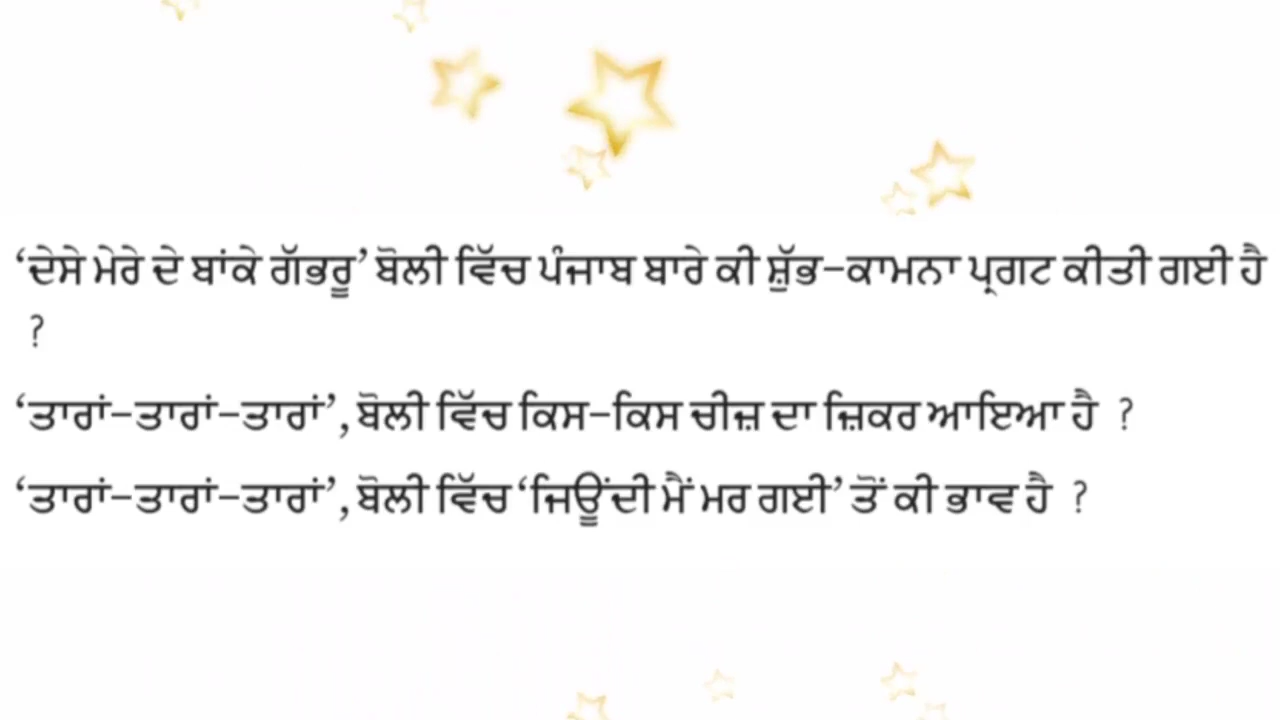 ‘ਦੇਸੇ ਮੇਰੇ ਦੇ ਬਾਂਕੇ ਗੱਭਰੂ’ ਬੋਲੀ ਵਿੱਚ ਪੰਜਾਬ ਬਾਰੇ ਕੀ ਸ਼ੁੱਭ-ਕਾਮਨਾ ਪ੍ਰਗਟ ਕੀਤੀ ਗਈ ਹੈ
?
‘ਤਾਰਾਂ-ਤਾਰਾਂ-ਤਾਰਾਂ’, ਬੋਲੀ ਵਿੱਚ ਕਿਸ-ਕਿਸ ਚੀਜ਼ ਦਾ ਜ਼ਿਕਰ ਆਇਆ ਹੈ ?
‘ਤਾਰਾਂ-ਤਾਰਾਂ-ਤਾਰਾਂ’, ਬੋਲੀ ਵਿੱਚ ‘ਜਿਊਂਦੀ ਮੈਂ ਮਰ ਗਈ’ ਤੋਂ ਕੀ ਭਾਵ ਹੈ ?